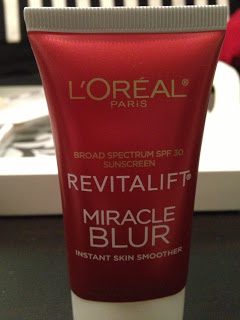 L'ORÉAL
PARIS
BROAD SPECTRUM SPF 30
SUNSCREEN
REVITALIFT®
MIRACLE
BLUR
INSTANT SKIN SMOOTHER